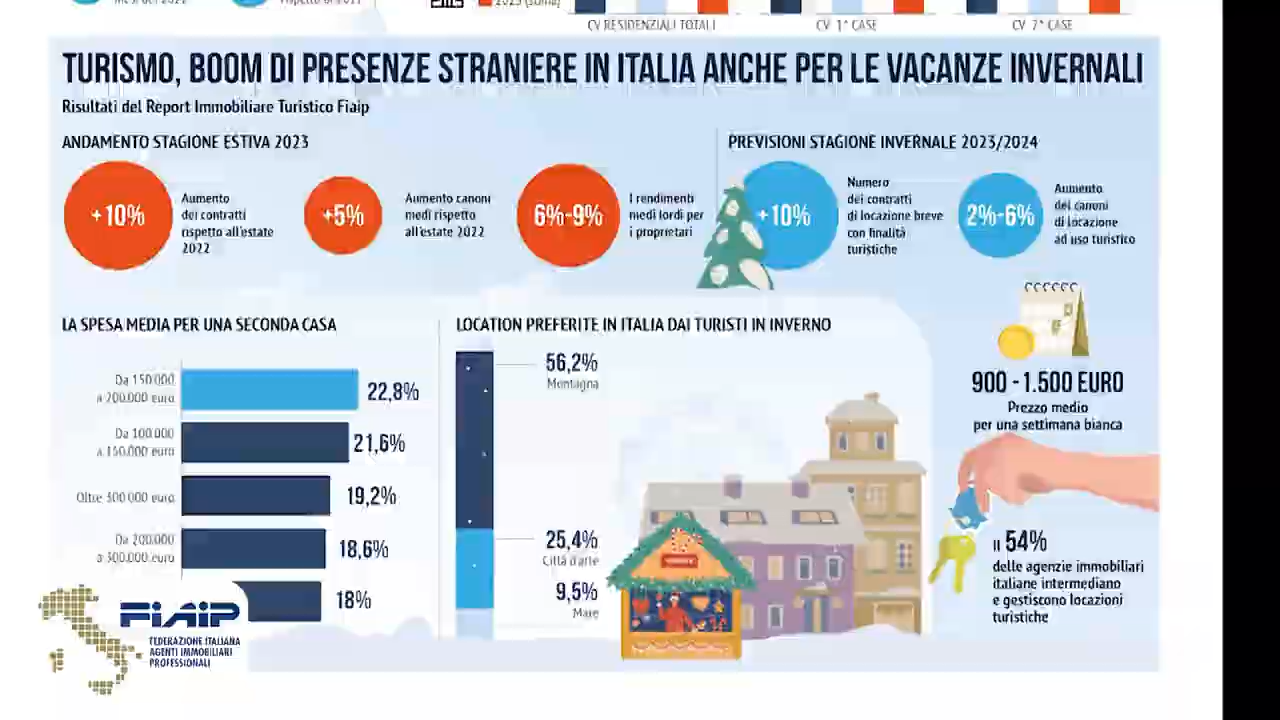 2023 (stima)
CV RESIDENZIALI TOTALI
CV 1° CASE
CV 2° CASE
TURISMO, BOOM DI PRESENZE STRANIERE IN ITALIA ANCHE PER LE VACANZE INVERNALI
Risultati del Report Immobiliare Turistico Fiaip
ANDAMENTO STAGIONE ESTIVA 2023
+10%
Aumento
dei contratti
rispetto all'estate
2022
+5%
Aumento canoni
medi rispetto
all'estate 2022
6%-9%
I rendimenti
medi lordi per
i proprietari
PREVISIONI STAGIONE INVERNALE 2023/2024
+10%
Numero
dei contratti
di locazione breve
con finalità
turistiche
2%-6%
Aumento
dei canoni
di locazione
ad uso turistico
LA SPESA MEDIA PER UNA SECONDA CASA
Da 150.000
a 200.000 euro
22,8%
Da 100.000
a 150.000 euro
21,6%
Oltre 300.000 euro
19,2%
Da 200.000
a 300.000 euro
18,6%
18%
LOCATION PREFERITE IN ITALIA DAI TURISTI IN INVERNO
56,2%
Montagna
25,4%
Città d'arte
9,5%
Mare
900 - 1.500 EURO
Prezzo medio
per una settimana bianca
Il 54%
delle agenzie immobiliari
italiane intermediano
e gestiscono locazioni
turistiche
FIAIP
FEDERAZIONE ITALIANA
AGENTI IMMOBILIARI
PROFESSIONALI